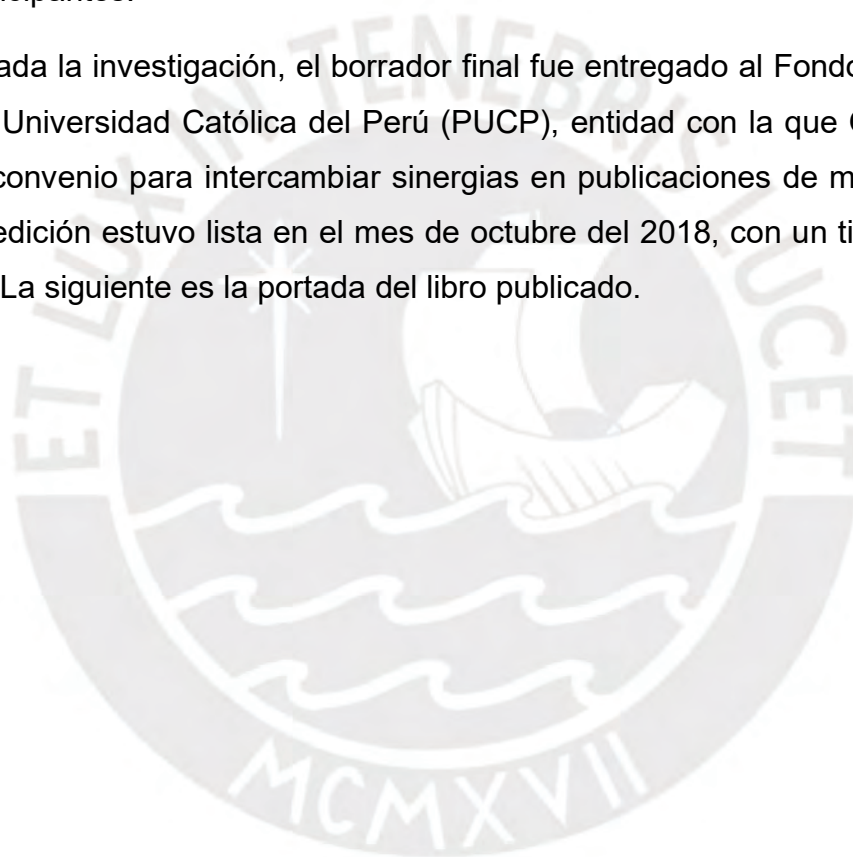 ada la investigación, el borrador final fue entregado al Fondo
Universidad Católica del Perú (PUCP), entidad con la que
convenio para intercambiar sinergias en publicaciones de m
edición estuvo lista en el mes de octubre del 2018, con un ti
La siguiente es la portada del libro publicado.
ET LUX IN TENEBRIS LUCET
MCMXVII